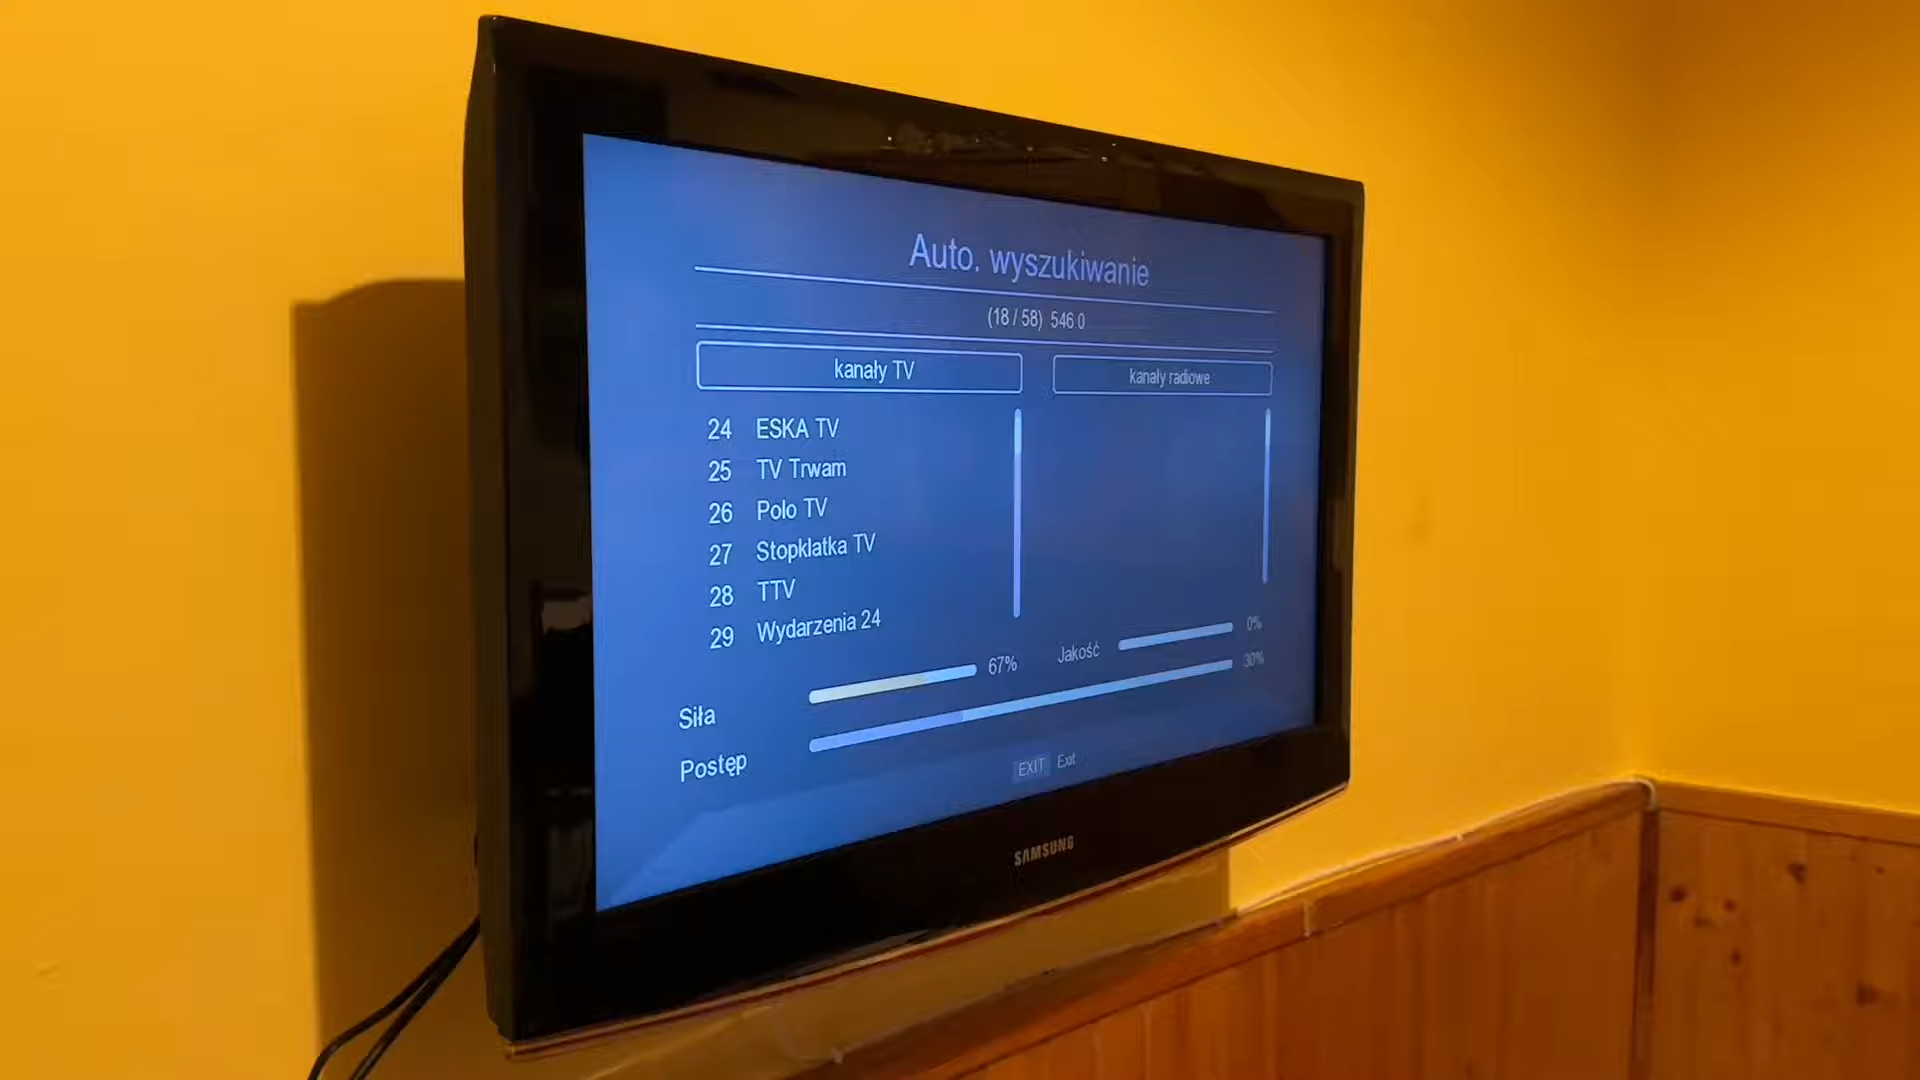 Auto. wyszukiwanie
(18 / 58) 546 0
kanały TV
kanały radiowe
24 ESKA TV
25 TV Trwam
26 Polo TV
27 Stopklatka TV
28 TTV
29 Wydarzenia 24
Siła 67% Jakość 0%
Postęp 30%
EXIT Exit
SAMSUNG